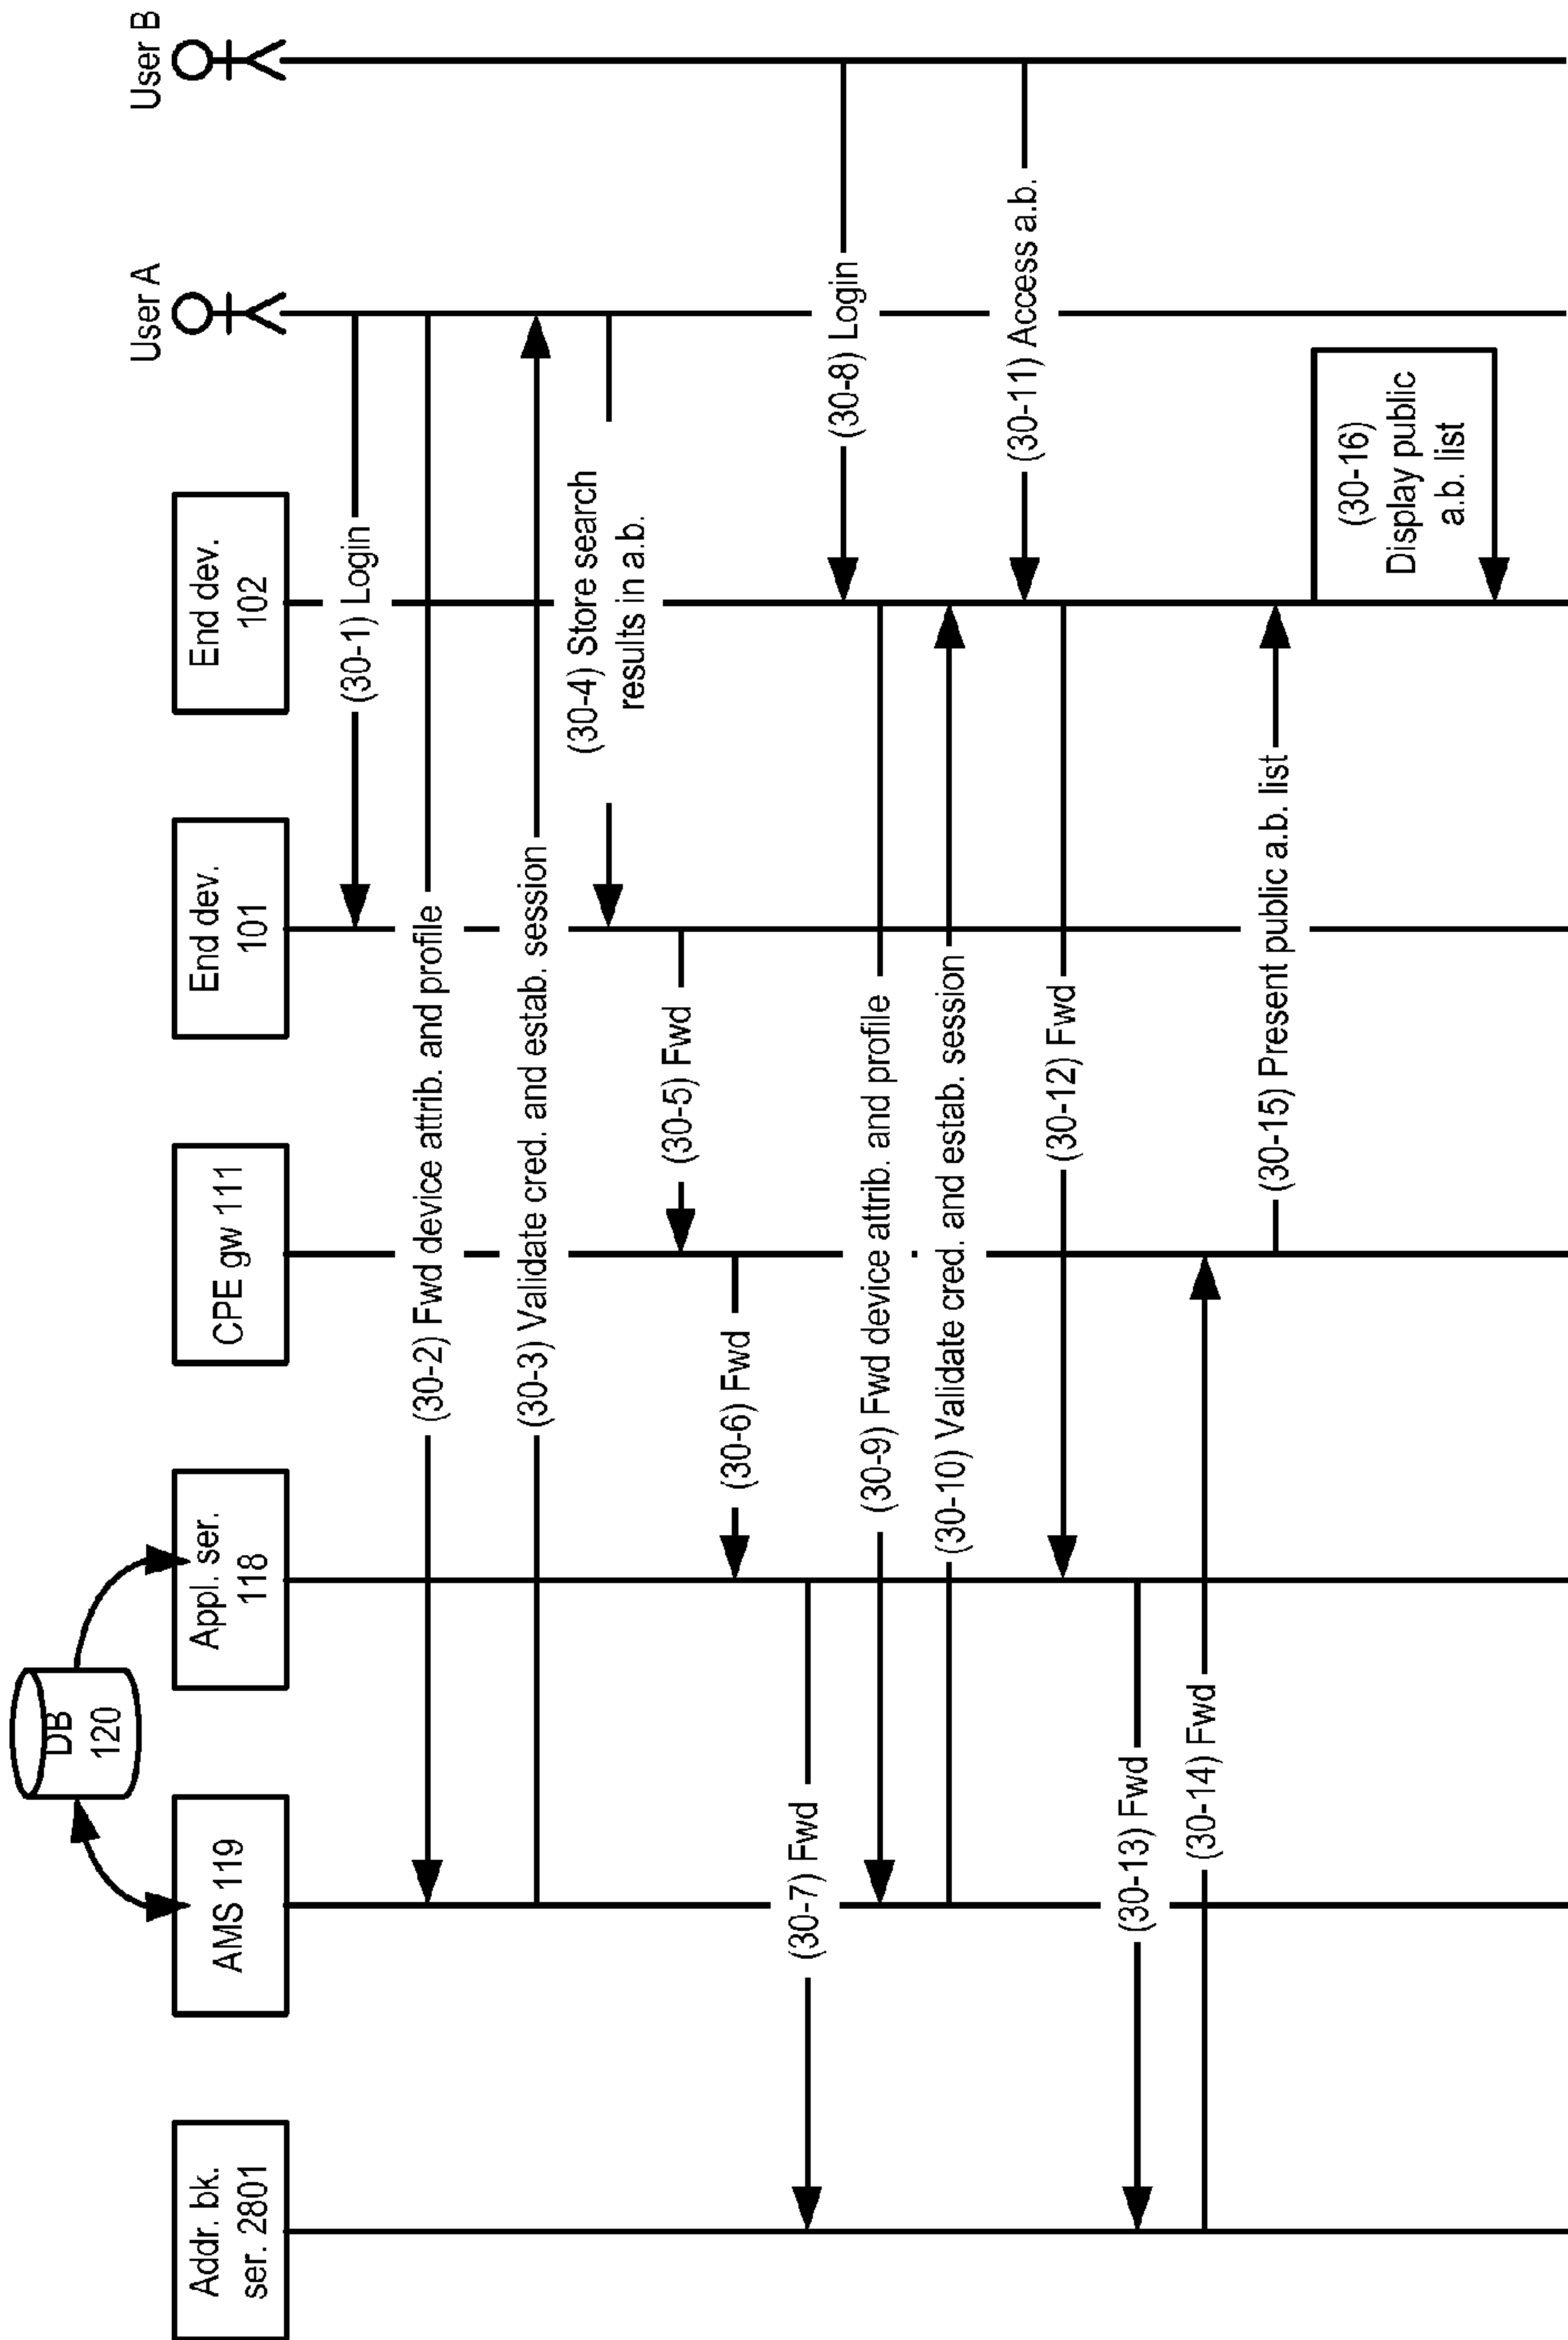 DB
120
Addr. bk.
ser. 2801
AMS 119
Appl. ser.
118
CPE gw 111
End dev.
101
End dev.
102
User A
User B
(30-1) Login
(30-2) Fwd device attrib. and profile
(30-3) Validate cred. and estab. session
(30-4) Store search
results in a.b.
(30-5) Fwd
(30-6) Fwd
(30-7) Fwd
(30-8) Login
(30-9) Fwd device attrib. and profile
(30-10) Validate cred. and estab. session
(30-11) Access a.b.
(30-12) Fwd
(30-13) Fwd
(30-14) Fwd
(30-15) Present public a.b. list
(30-16)
Display public
a.b. list